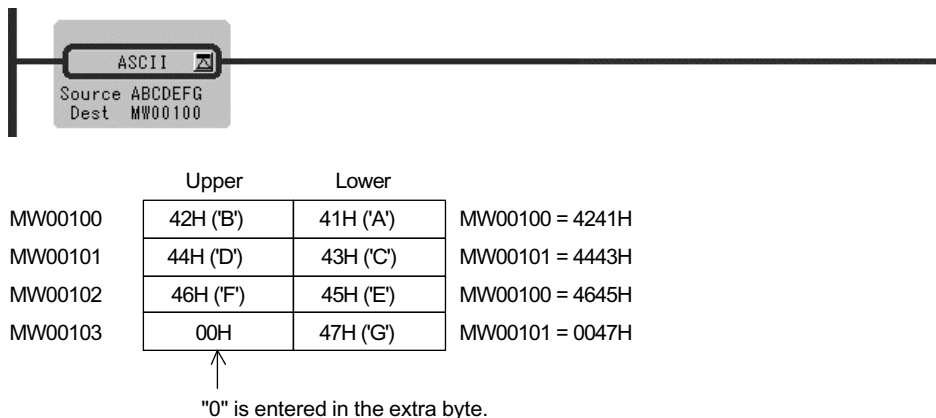 ASCII
Source ABCDEFG
Dest MW00100
Upper Lower
MW00100 42H ('B') 41H ('A') MW00100 = 4241H
MW00101 44H ('D') 43H ('C') MW00101 = 4443H
MW00102 46H ('F') 45H ('E') MW00100 = 4645H
MW00103 00H 47H ('G') MW00101 = 0047H
"0" is entered in the extra byte.